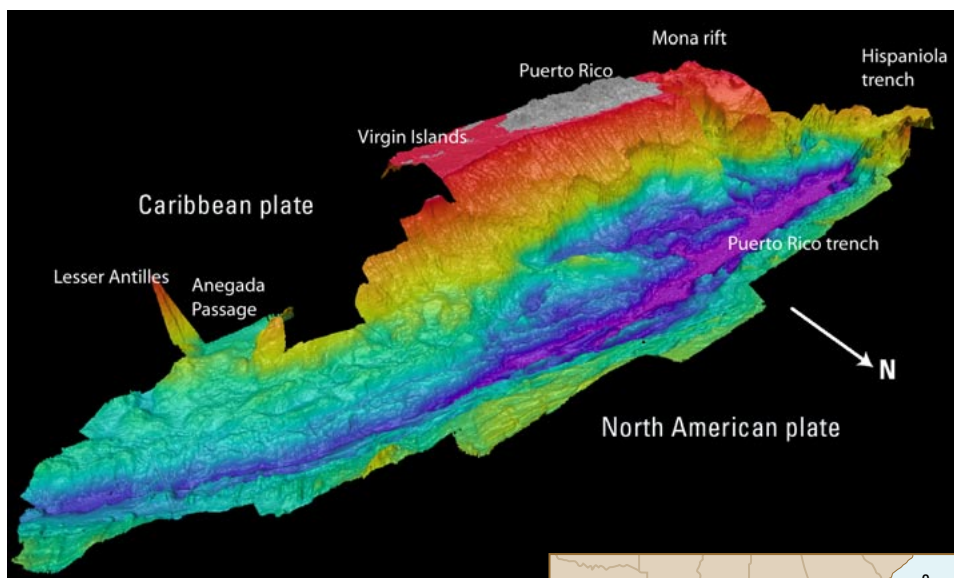 Mona rift
Hispaniola
trench
Puerto Rico
Virgin Islands
Caribbean plate
Puerto Rico trench
Lesser Antilles
Anegada
Passage
N
North American plate